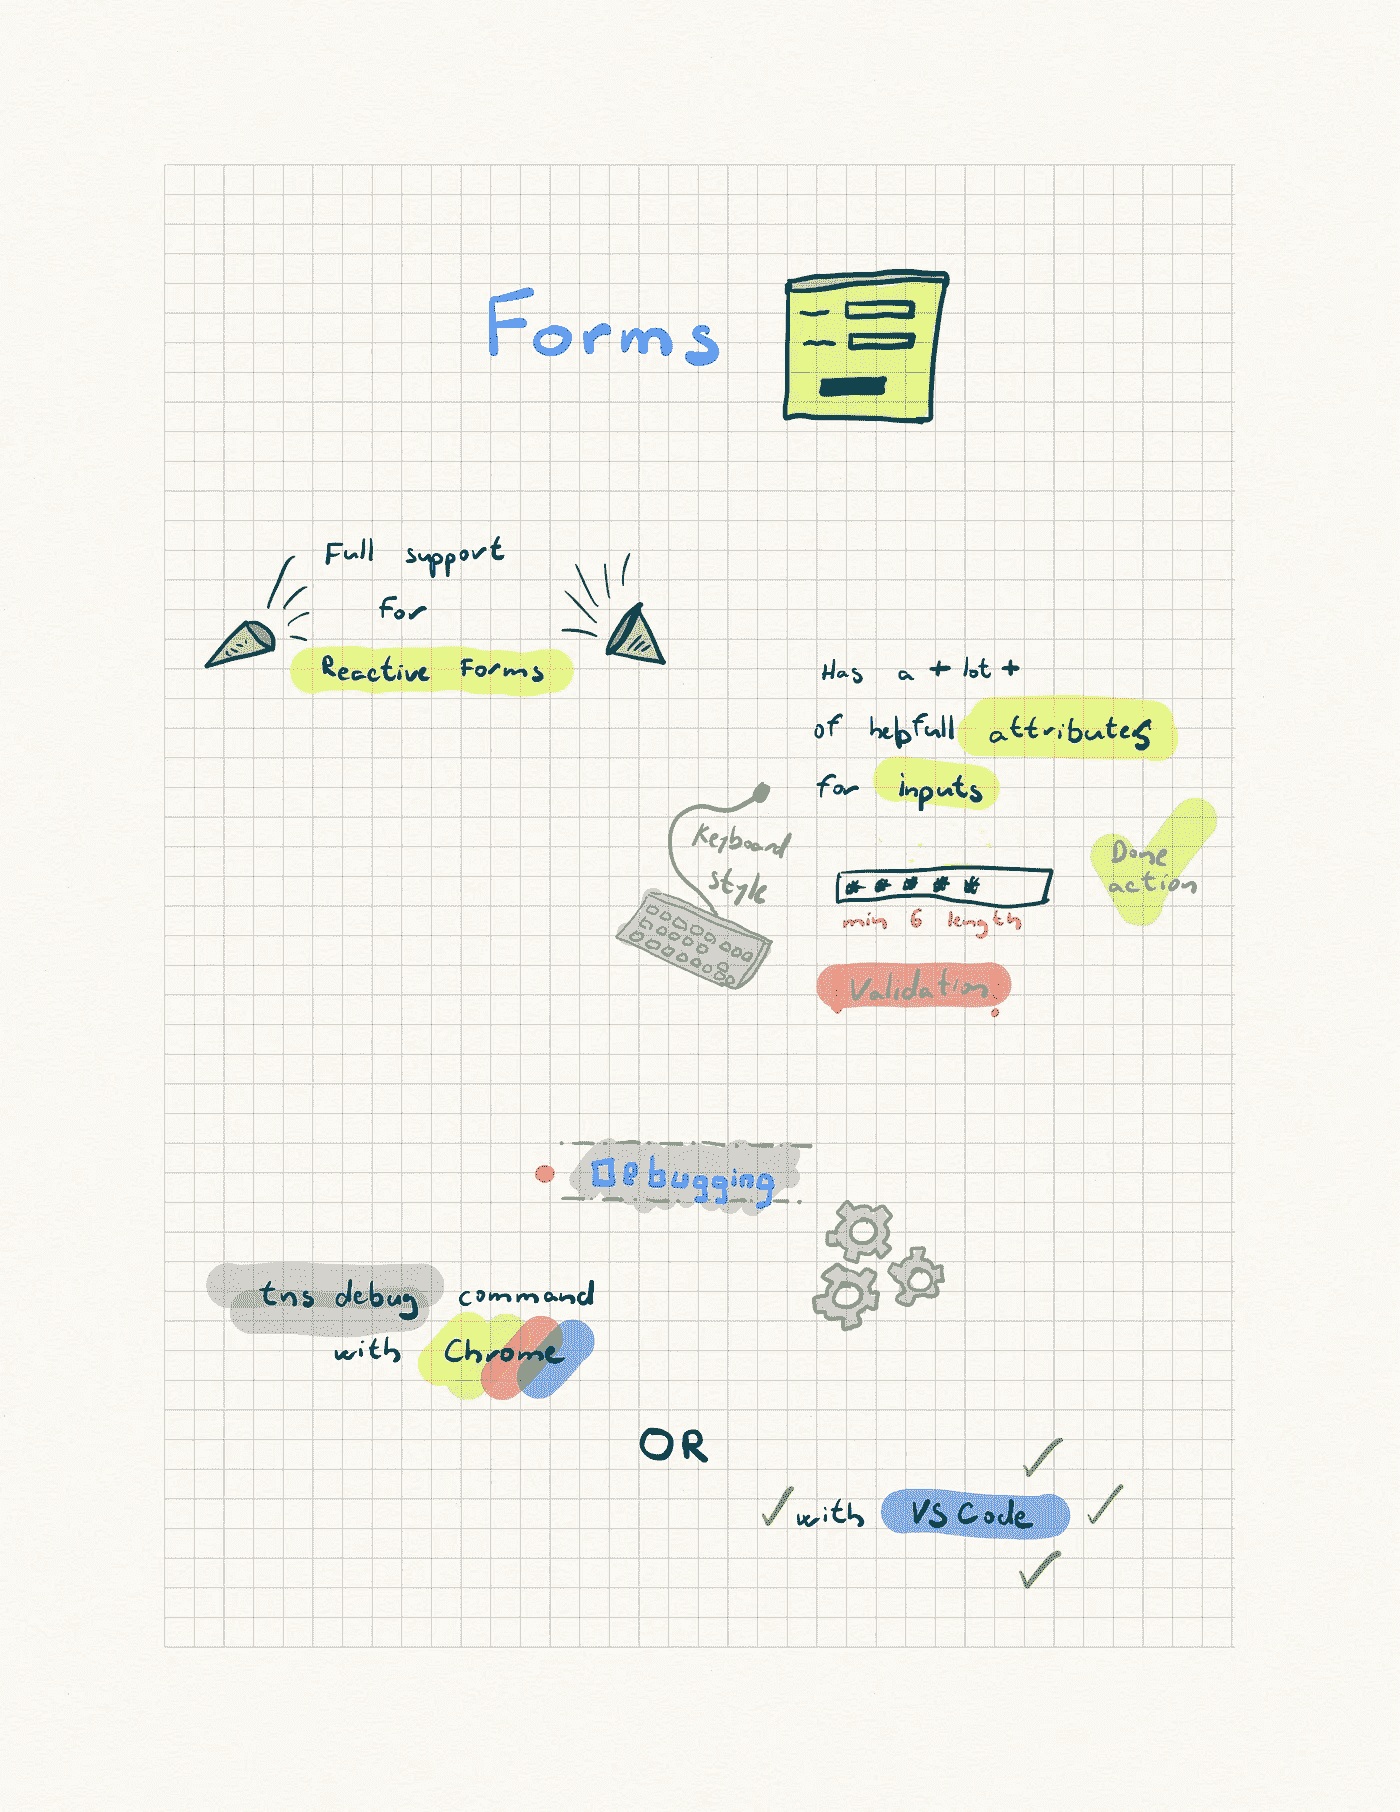 Forms
Full support
for
Reactive Forms
Has a + lot +
of helpfull attributes
for inputs
Keyboard
style
*****
min 6 length
Done
action
Validation
Debugging
tns debug command
with Chrome
OR
with VS Code